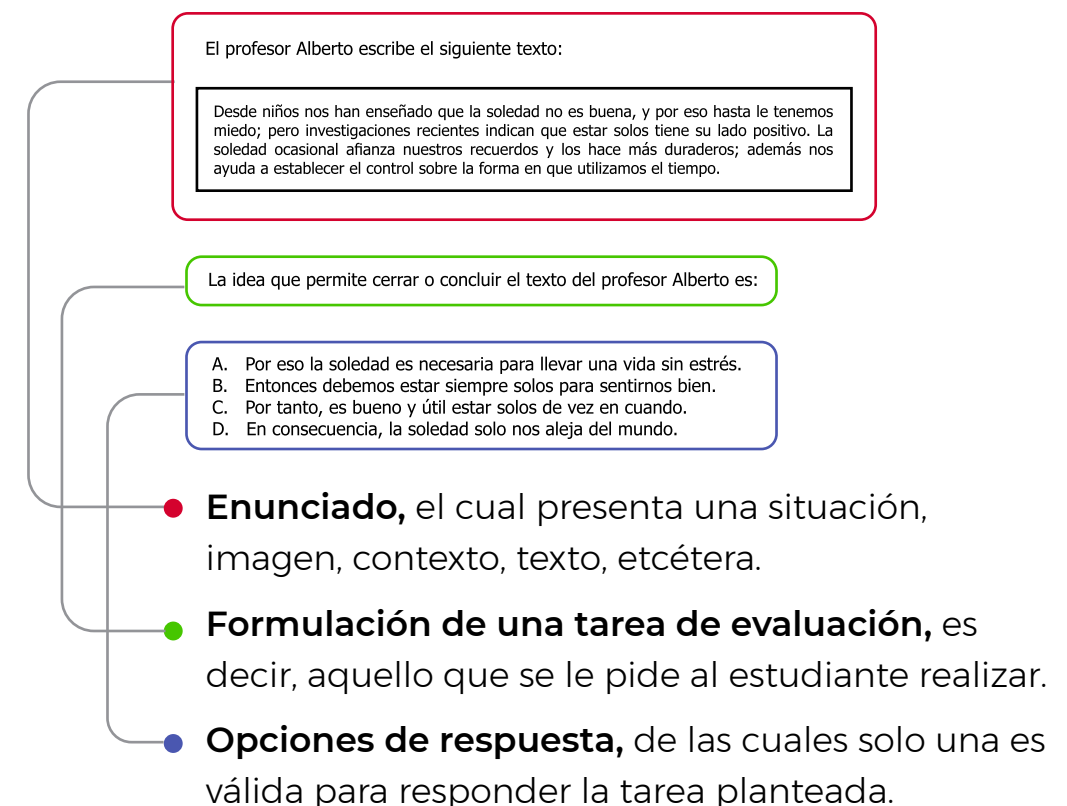 El profesor Alberto escribe el siguiente texto:
Desde niños nos han enseñado que la soledad no es buena, y por eso hasta le tenemos
miedo; pero investigaciones recientes indican que estar solos tiene su lado positivo. La
soledad ocasional afianza nuestros recuerdos y los hace más duraderos; además nos
ayuda a establecer el control sobre la forma en que utilizamos el tiempo.
La idea que permite cerrar o concluir el texto del profesor Alberto es:
A. Por eso la soledad es necesaria para llevar una vida sin estrés.
B. Entonces debemos estar siempre solos para sentirnos bien.
C. Por tanto, es bueno y útil estar solos de vez en cuando.
D. En consecuencia, la soledad solo nos aleja del mundo.
Enunciado, el cual presenta una situación,
imagen, contexto, texto, etcétera.
Formulación de una tarea de evaluación, es
decir, aquello que se le pide al estudiante realizar.
Opciones de respuesta, de las cuales solo una es
válida para responder la tarea planteada.